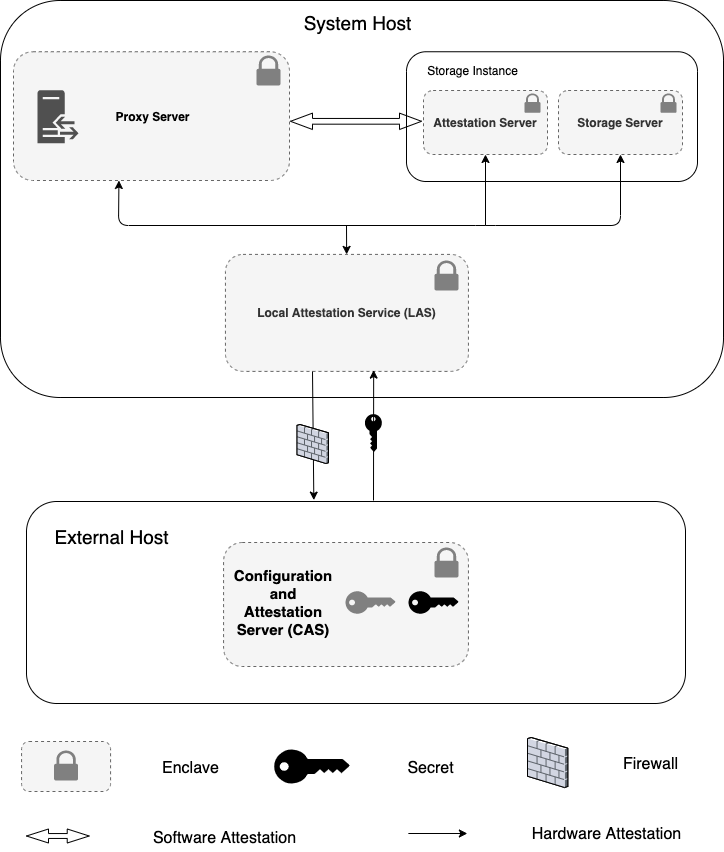 System Host
Storage Instance
Proxy Server
Attestation Server
Storage Server
Local Attestation Service (LAS)
External Host
Configuration
and
Attestation
Server (CAS)
Enclave
Secret
Firewall
Software Attestation
Hardware Attestation